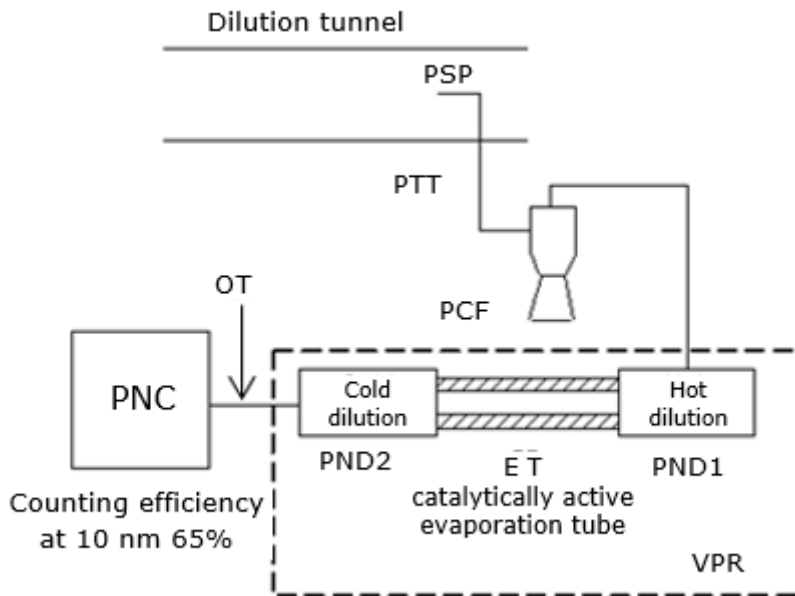 Dilution tunnel
PSP
PTT
OT
PCF
PNC
Cold
dilution
Hot
dilution
PND2
E T
PND1
catalytically active
evaporation tube
Counting efficiency
at 10 nm 65%
VPR